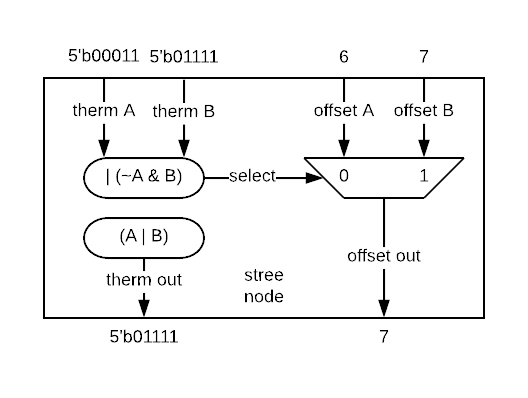 5'b00011 5'b01111 6 7
therm A therm B offset A offset B
| (~A & B) select 0 1
(A | B)
offset out
therm out stree
node
5'b01111 7